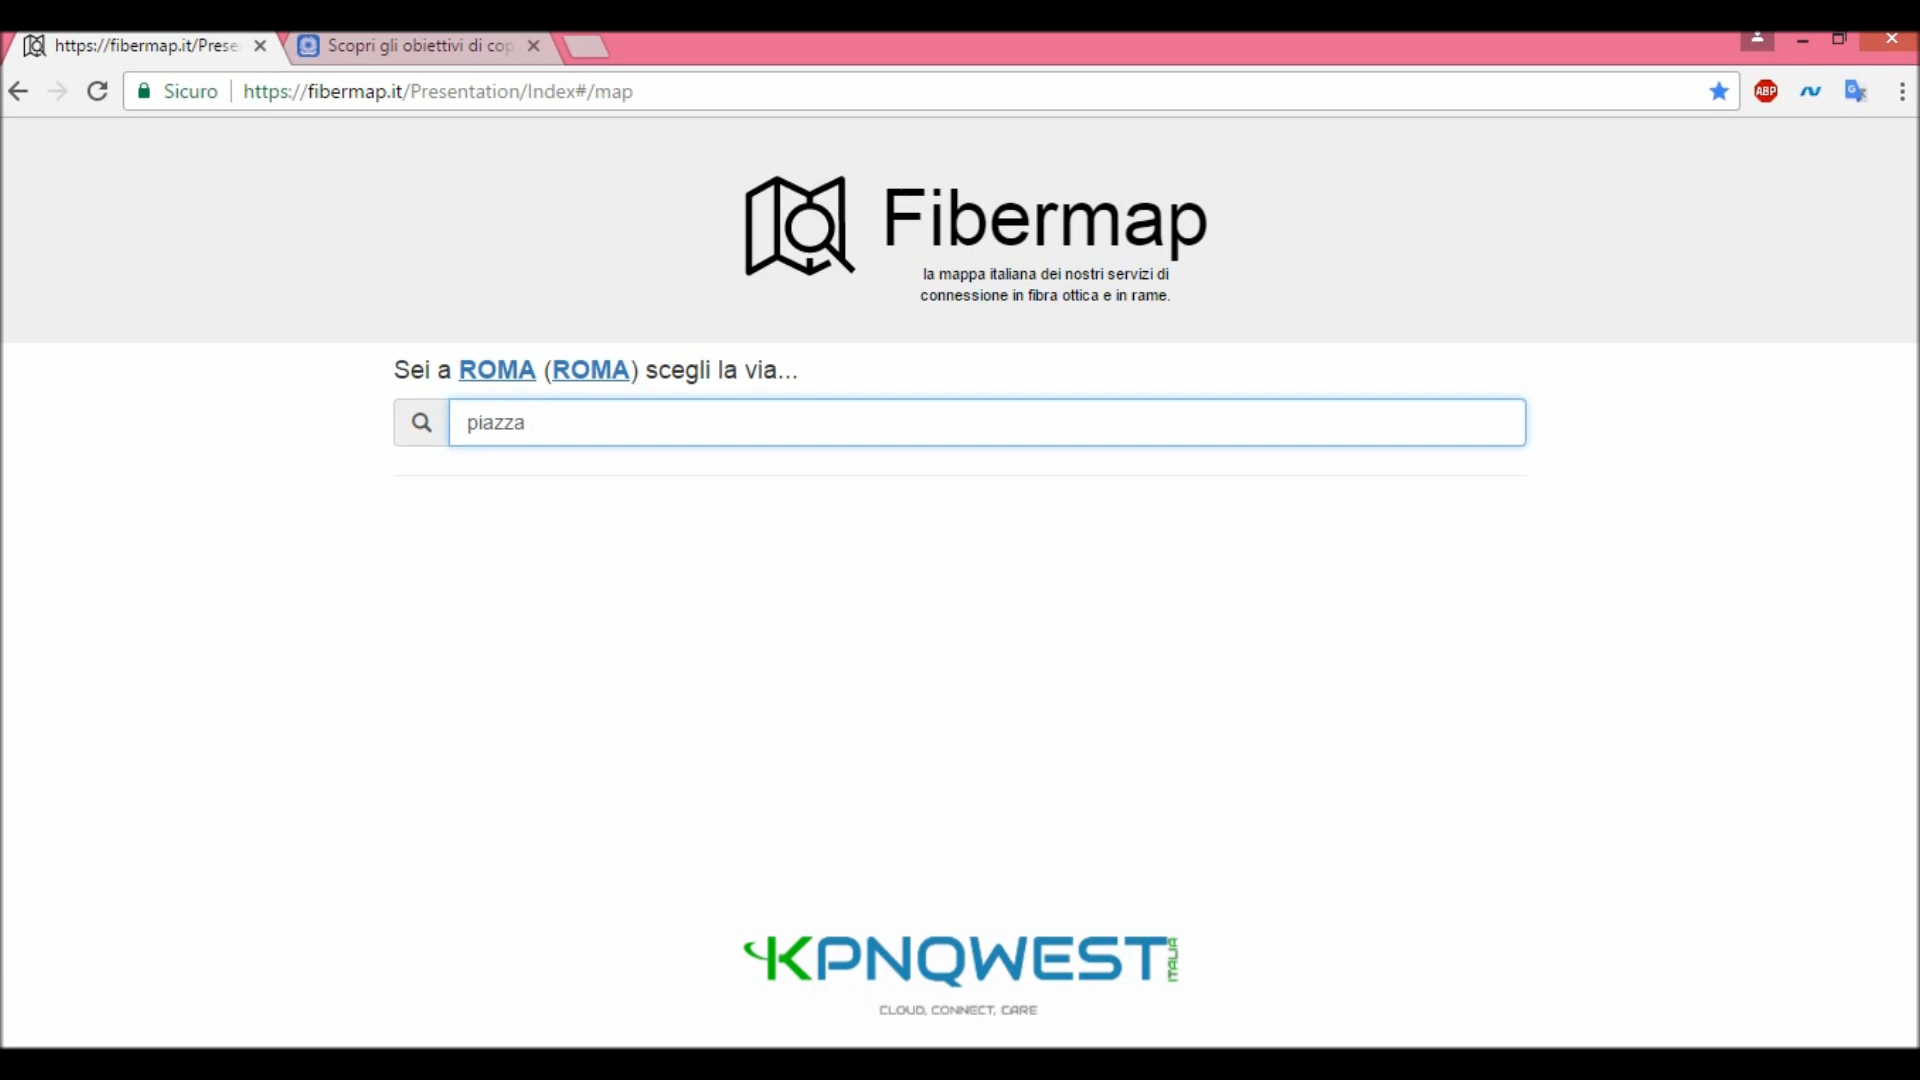 https://fibermap.it/Prese
Scopri gli obiettivi di cop
Sicuro
https://fibermap.it/Presentation/Index#/map
ABP
Fibermap
la mappa italiana dei nostri servizi di
connessione in fibra ottica e in rame.
Sei a ROMA (ROMA) scegli la via...
piazza
KPNQWEST
ITALIA
CLOUD, CONNECT, CARE